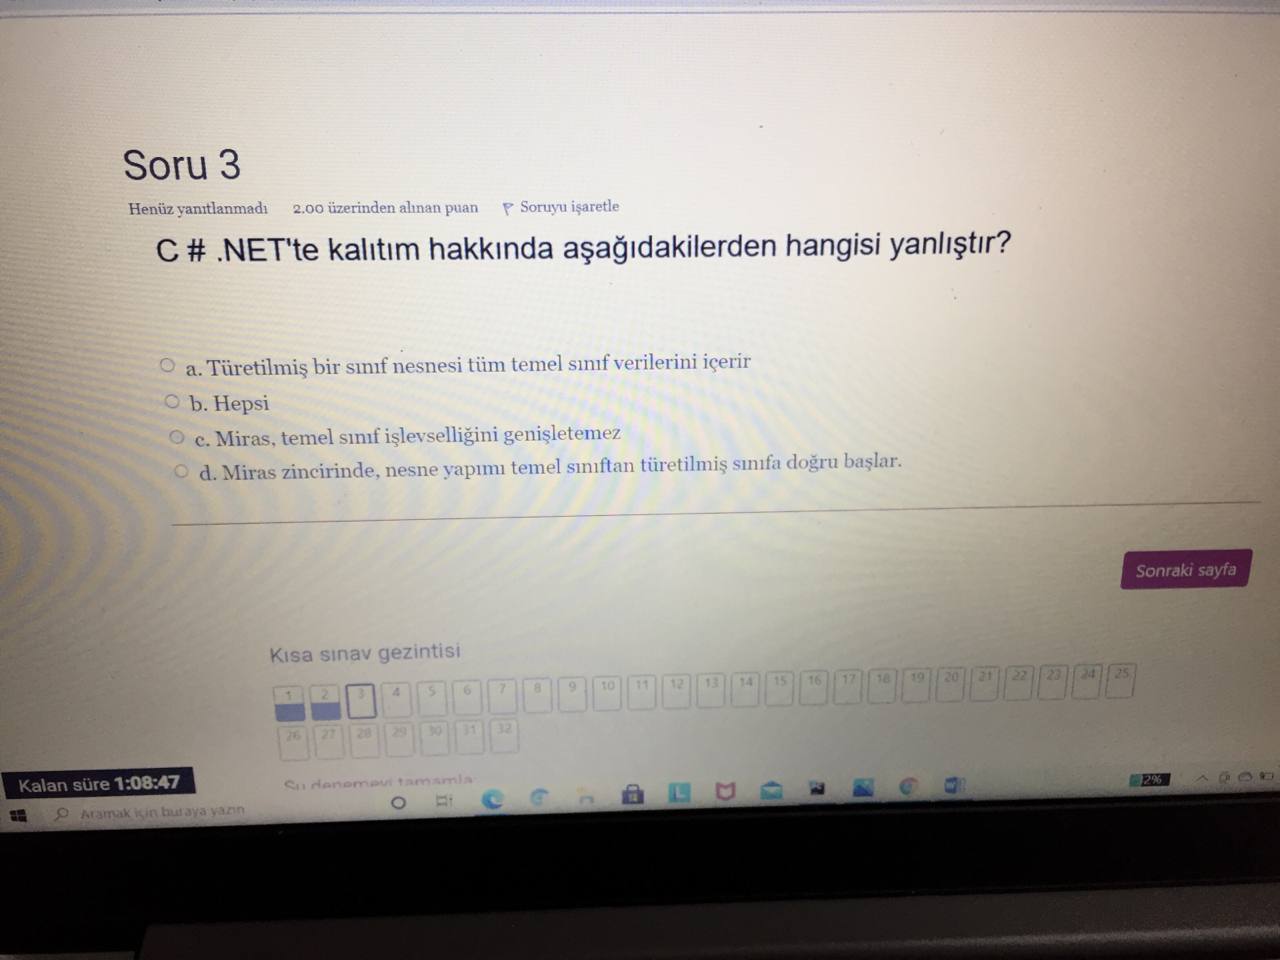 Soru 3
Henüz yanıtlanmadı 2.00 üzerinden alınan puan Soruyu işaretle
C # .NET'te kalıtım hakkında aşağıdakilerden hangisi yanlıştır?
a. Türetilmiş bir sınıf nesnesi tüm temel sınıf verilerini içerir
b. Hepsi
c. Miras, temel sınıf işlevselliğini genişletemez
d. Miras zincirinde, nesne yapımı temel sınıftan türetilmiş sınıfa doğru başlar.
Sonraki sayfa
Kısa sınav gezintisi
1 2 3 4 5 6 7 8 9 10 11 12 13 14 15 16 17 18 19 20 21 22 23 24 25
26 27 28 29 30 31 32
Şu denemeyi tamamla
Kalan süre 1:08:47
2%
Aramak için buraya yazın